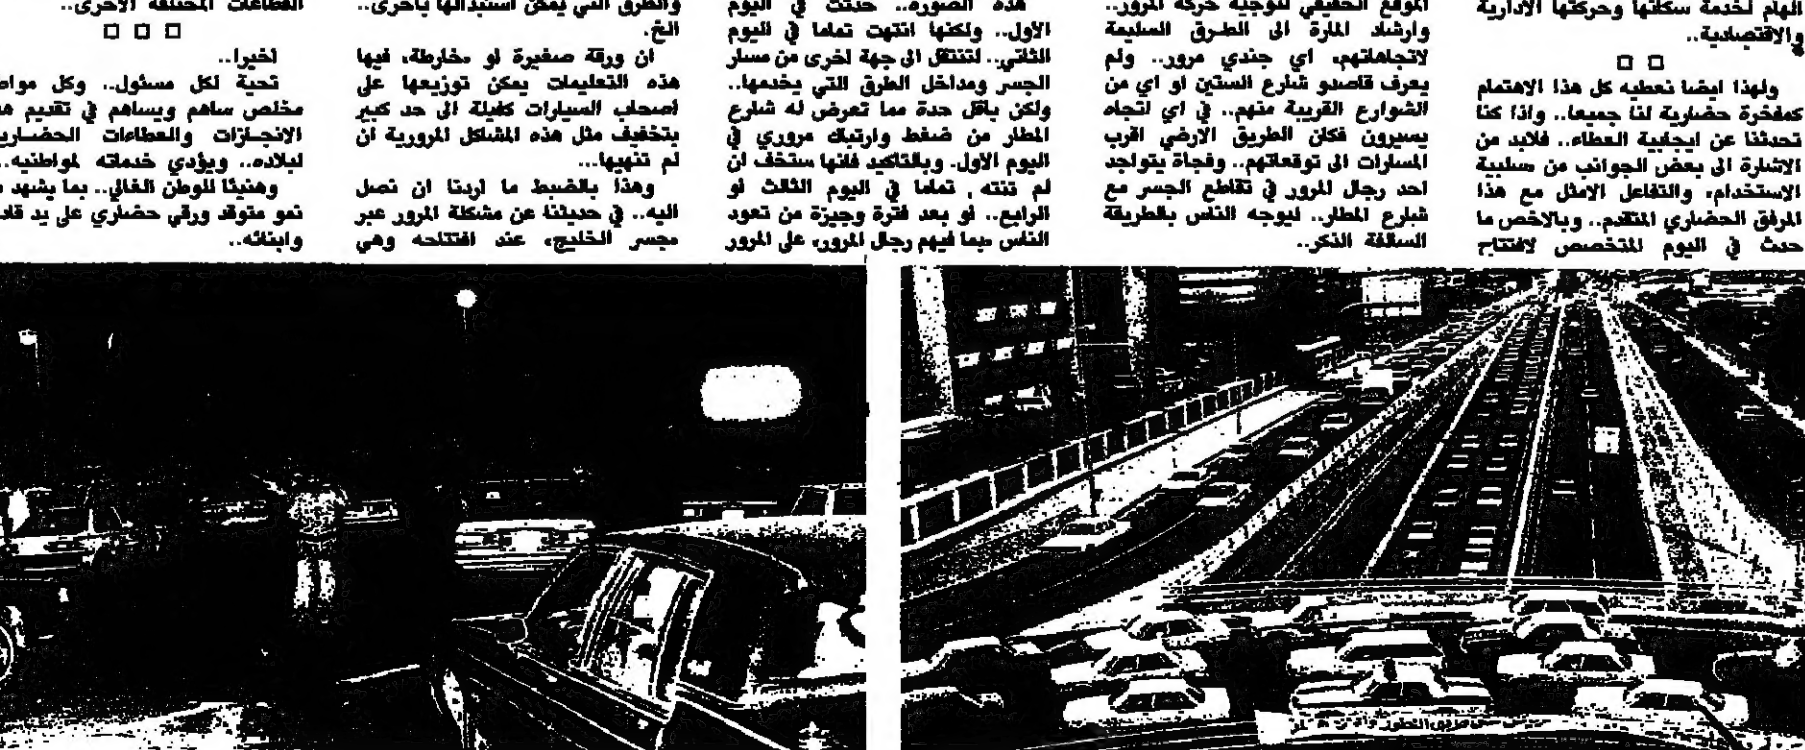 الهام لخدمة سكانها وحركتها الادارية
والاقتصادية..
ولهذا ايضا نعطيه كل هذا الاهتمام
كمفخرة حضارية لنا جميعا.. واذا كنا
تحدثنا عن ايجابية العطاء.. فلابد من
الاشارة الى بعض الجوانب من سلبية
الاستخدام، والتفاعل الامثل مع هذا
المرفق الحضاري المتقدم.. وبالاخص ما
حدث في اليوم المتخصص لافتتاح
الموقع الحقيقي لتوجيه حركة المرور..
وارشاد المارة الى الطرق السليمة
لاتجاهاتهم، اي جندي مرور.. ولم
يعرف قاصدو شارع الستين او اي من
الشوارع القريبة منهم.. في اي اتجاه
يسيرون فكان الطريق الارضي اقرب
المسارات الى توقعاتهم.. وفجاة يتواجد
احد رجال المرور في تقاطع الجسر مع
شارع المطار.. ليوجه الناس بالطريقة
السالفة الذكر..
هذه الصورة.. حدثت في اليوم
الاول.. ولكنها انتهت تماما في اليوم
الثاني.. لتنتقل الى جهة اخرى من مسار
الجسر ومداخل الطرق التي يخدمها..
ولكن باقل حدة مما تعرض له شارع
المطار من ضغط وارتباك مروري في
اليوم الاول. وبالتاكيد فانها ستخف ان
لم تنته ، تماما في اليوم الثالث او
الرابع.. او بعد فترة وجيزة من تعود
الناس «بما فيهم رجال المرور» على المرور
والطرق التي يمكن استبدالها باخرى..
الخ.
ان ورقة صغيرة او خارطة، فيها
هذه التعليمات يمكن توزيعها على
اصحاب السيارات كفيلة الى حد كبير
بتخفيف مثل هذه المشاكل المرورية ان
لم تنهيها...
وهذا بالضبط ما اردنا ان نصل
اليه.. في حديثنا عن مشكلة المرور عبر
«جسر الخليج» عند افتتاحه وهي
القطاعات المختلفة الاخرى..
اخيرا..
تحية لكل مسئول.. وكل
مخلص ساهم ويساهم في تقديم
الانجازات والعطاءات
لبلاده.. ويؤدي خدماته لمواطنيه..
وهنيئا للوطن الغالي.. بما يشهد
نمو متوقد ورقي حضاري على يد
وابنائه..